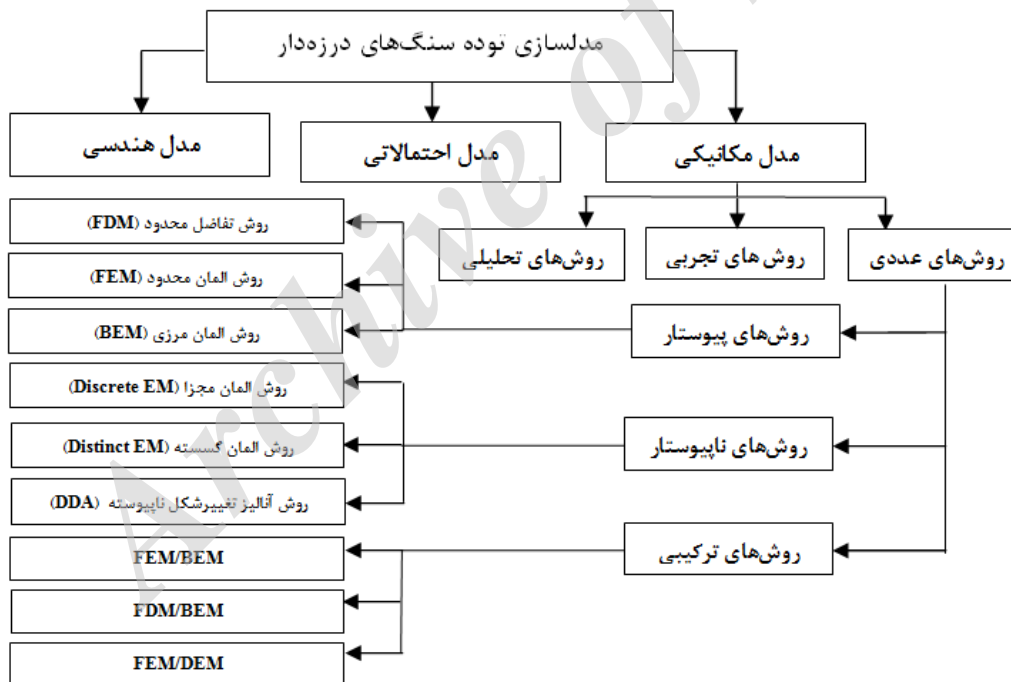 مدلسازی توده سنگ‌های درزه‌دار
مدل مکانیکی
مدل احتمالاتی
مدل هندسی
روش‌های عددی
روش های تجربی
روش‌های تحلیلی
روش‌های پیوستار
روش تفاضل محدود (FDM)
روش المان محدود (FEM)
روش المان مرزی (BEM)
روش‌های ناپیوستار
روش المان مجزا (Discrete EM)
روش المان گسسته (Distinct EM)
روش آنالیز تغییرشکل ناپیوسته (DDA)
روش‌های ترکیبی
FEM/BEM
FDM/BEM
FEM/DEM
Archive of